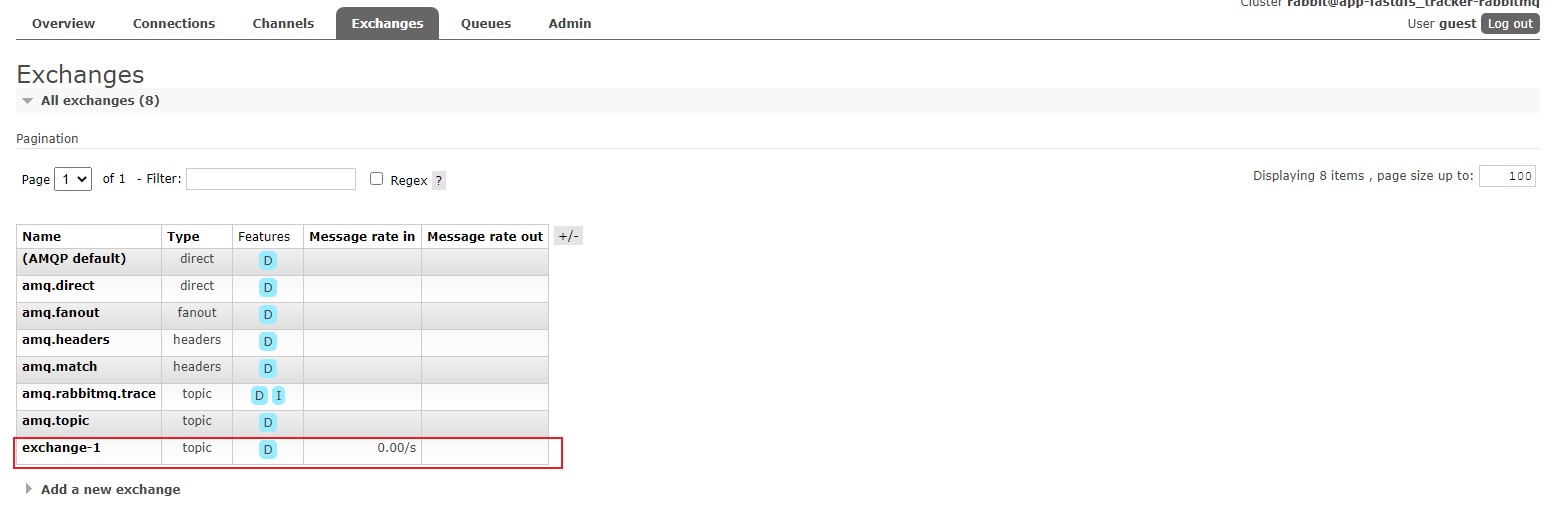 Cluster rabbit@app-fastdfs_tracker-rabbitmq
Overview Connections Channels Exchanges Queues Admin
User guest Log out
Exchanges
All exchanges (8)
Pagination
Page 1 of 1 - Filter: Regex ?
Displaying 8 items , page size up to: 100
Name Type Features Message rate in Message rate out +/-
(AMQP default) direct D
amq.direct direct D
amq.fanout fanout D
amq.headers headers D
amq.match headers D
amq.rabbitmq.trace topic D I
amq.topic topic D
exchange-1 topic D 0.00/s
Add a new exchange